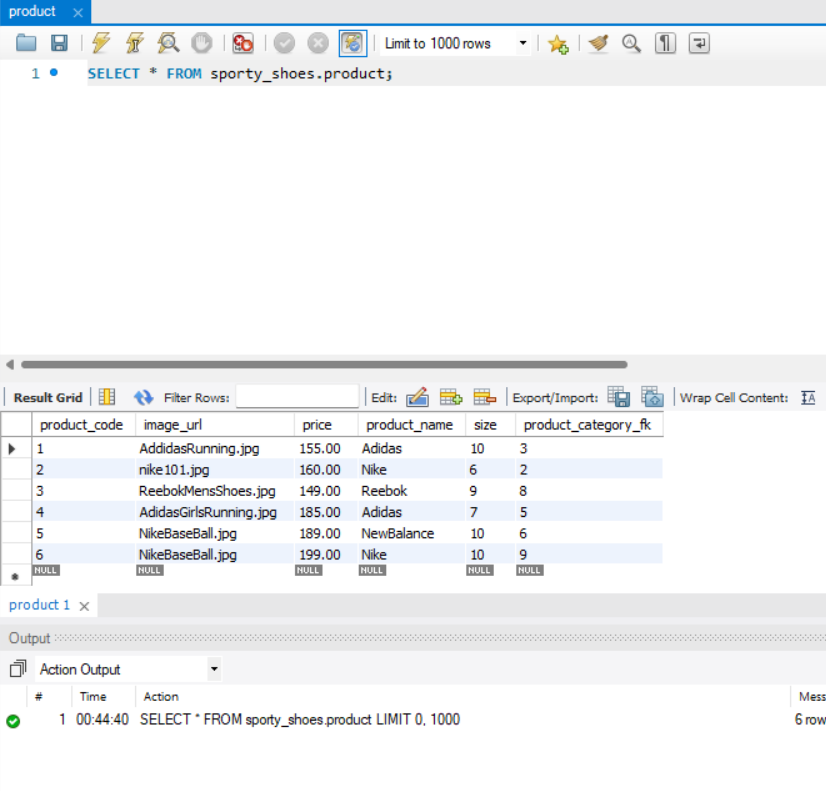 product
Limit to 1000 rows
1 SELECT * FROM sporty_shoes.product;
Result Grid Filter Rows: Edit: Export/Import: Wrap Cell Content:
product_code image_url price product_name size product_category_fk
1 AddidasRunning.jpg 155.00 Adidas 10 3
2 nike101.jpg 160.00 Nike 6 2
3 ReebokMensShoes.jpg 149.00 Reebok 9 8
4 AdidasGirlsRunning.jpg 185.00 Adidas 7 5
5 NikeBaseBall.jpg 189.00 NewBalance 10 6
6 NikeBaseBall.jpg 199.00 Nike 10 9
NULL NULL NULL NULL NULL NULL
product 1
Output
Action Output
# Time Action Mess
1 00:44:40 SELECT * FROM sporty_shoes.product LIMIT 0, 1000 6 row